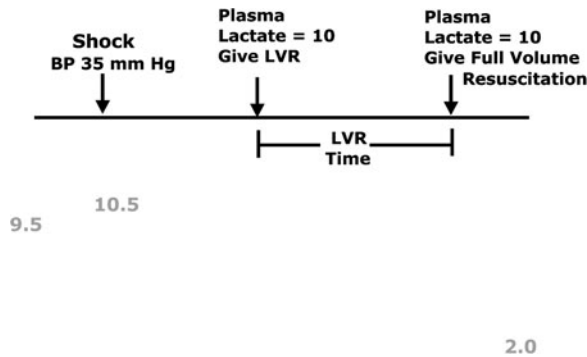 Shock
BP 35 mm Hg
Plasma
Lactate = 10
Give LVR
Plasma
Lactate = 10
Give Full Volume
Resuscitation
LVR
Time
10.5
9.5
2.0